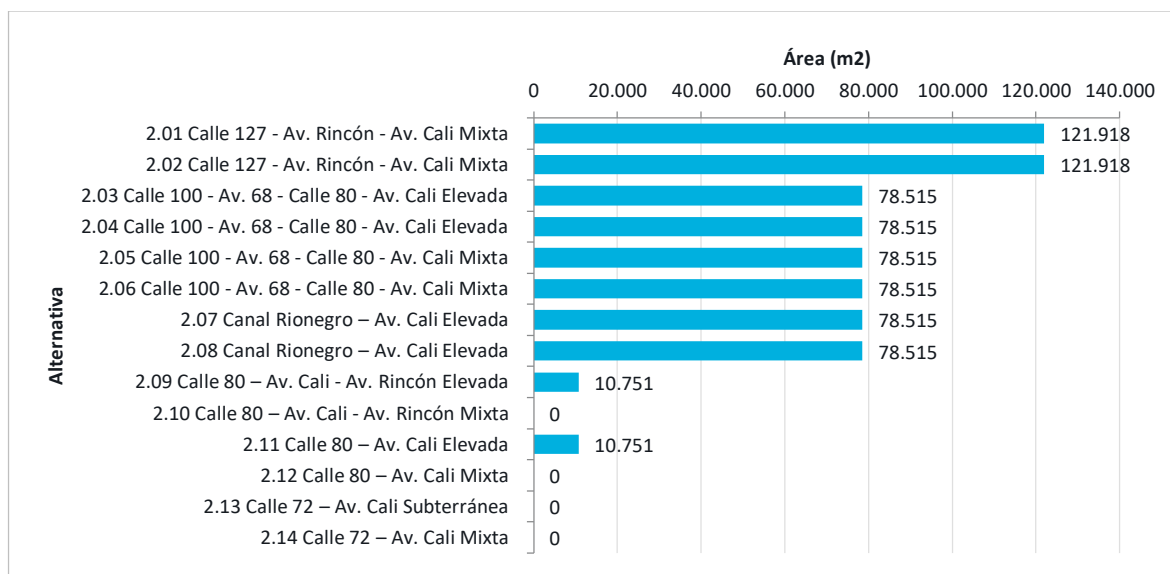 Área (m2)
0 20.000 40.000 60.000 80.000 100.000 120.000 140.000
Alternativa
2.01 Calle 127 - Av. Rincón - Av. Cali Mixta 121.918
2.02 Calle 127 - Av. Rincón - Av. Cali Mixta 121.918
2.03 Calle 100 - Av. 68 - Calle 80 - Av. Cali Elevada 78.515
2.04 Calle 100 - Av. 68 - Calle 80 - Av. Cali Elevada 78.515
2.05 Calle 100 - Av. 68 - Calle 80 - Av. Cali Mixta 78.515
2.06 Calle 100 - Av. 68 - Calle 80 - Av. Cali Mixta 78.515
2.07 Canal Rionegro – Av. Cali Elevada 78.515
2.08 Canal Rionegro – Av. Cali Elevada 78.515
2.09 Calle 80 – Av. Cali - Av. Rincón Elevada 10.751
2.10 Calle 80 – Av. Cali - Av. Rincón Mixta 0
2.11 Calle 80 – Av. Cali Elevada 10.751
2.12 Calle 80 – Av. Cali Mixta 0
2.13 Calle 72 – Av. Cali Subterránea 0
2.14 Calle 72 – Av. Cali Mixta 0